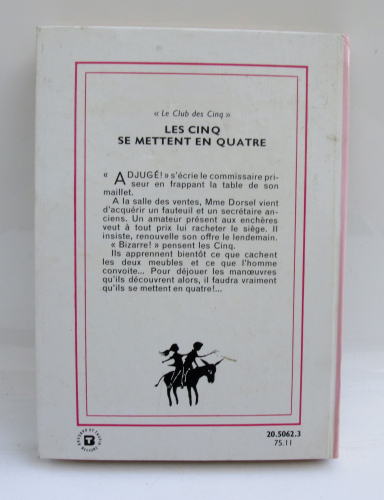 « Le Club des Cinq »
LES CINQ
SE METTENT EN QUATRE
« ADJUGÉ! » s'écrie le commissaire pri-
seur en frappant la table de son
maillet.
A la salle des ventes, Mme Dorsel vient
d'acquérir un fauteuil et un secrétaire an-
ciens. Un amateur présent aux enchères
veut à tout prix lui racheter le siège. Il
insiste, renouvelle son offre le lendemain.
« Bizarre! » pensent les Cinq.
Ils apprennent bientôt ce que cachent
les deux meubles et ce que l'homme
convoite... Pour déjouer les manœuvres
qu'ils découvrent alors, il faudra vraiment
qu'ils se mettent en quatre!...
20.5062.3
75.11